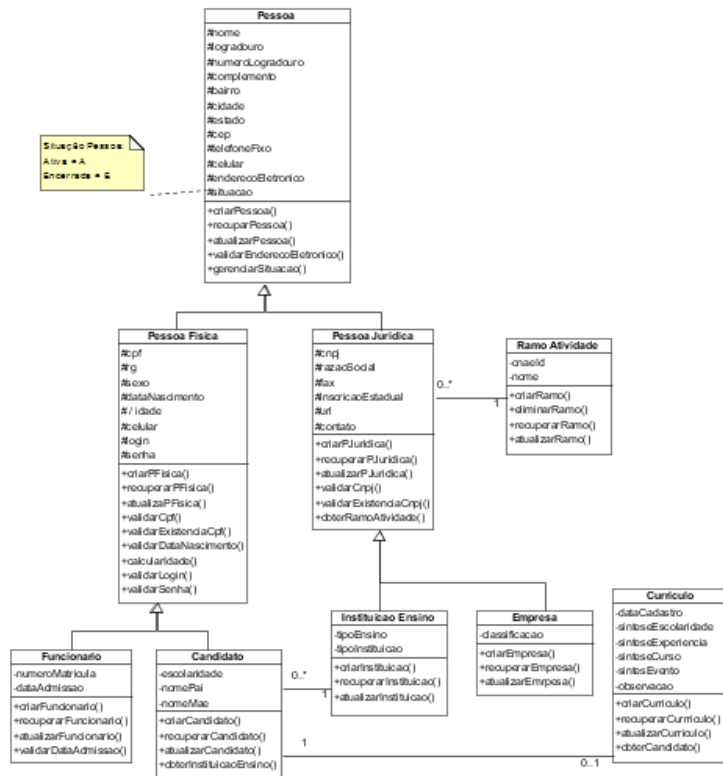 Pessoa
#nome
#logradouro
#numeroLogradouro
#complemento
#bairro
#cidade
#estado
#cep
#telefoneFixo
#celular
#enderecoEletronico
#situacao
+criarPessoa()
+recuparPessoa()
+atualizarPessoa()
+validarEnderecoEletronico()
+gerenciarSituacao()
Situação Pessoa:
Ativa = A
Encerrada = E
Pessoa Fisica
#cpf
#rg
#sexo
#dataNascimento
# / idade
#celular
#login
#senha
+criarPFisica()
+recuperarPFisica()
+atualizaPFisica()
+validarCpf()
+validarExistenciaCpf()
+validarDataNascimento()
+calcularIdade()
+validarLogin()
+validarSenha()
Pessoa Juridica
#cnpj
#razaoSocial
#fax
#inscricaoEstadual
#url
#contato
+criarPJuridica()
+recuperarPJuridica()
+atualizarPJuridica()
+validarCnpj()
+validarExistenciaCnpj()
+obterRamoAtividade()
0..*
1
Ramo Atividade
-cnaeId
-nome
+criarRamo()
+eliminarRamo()
+recuperarRamo()
+atualizarRamo()
Funcionario
-numeroMatricula
-dataAdmissao
+criarFuncionario()
+recuperarFuncionario()
+atualizarFuncionario()
+validarDataAdmissao()
Candidato
-escolaridade
-nomePai
-nomeMae
+criarCandidato()
+recuperarCandidato()
+atualizarCandidato()
+obterInstituicaoEnsino()
0..*
1
Instituicao Ensino
-tipoEnsino
-tipoInstituicao
+criarInstituicao()
+recuperarInstituicao()
+atualizarInstituicao()
Empresa
-classificacao
+criarEmpresa()
+recuperarEmpresa()
+atualizarEmrpesa()
Curriculo
-dataCadastro
-sinteseEscolaridade
-sinteseExperiencia
-sinteseCurso
-sintesEvento
-observacao
+criarCurriculo()
+recuperarCurriculo()
+atualizarCurriculo()
+obterCandidato()
1
0..1